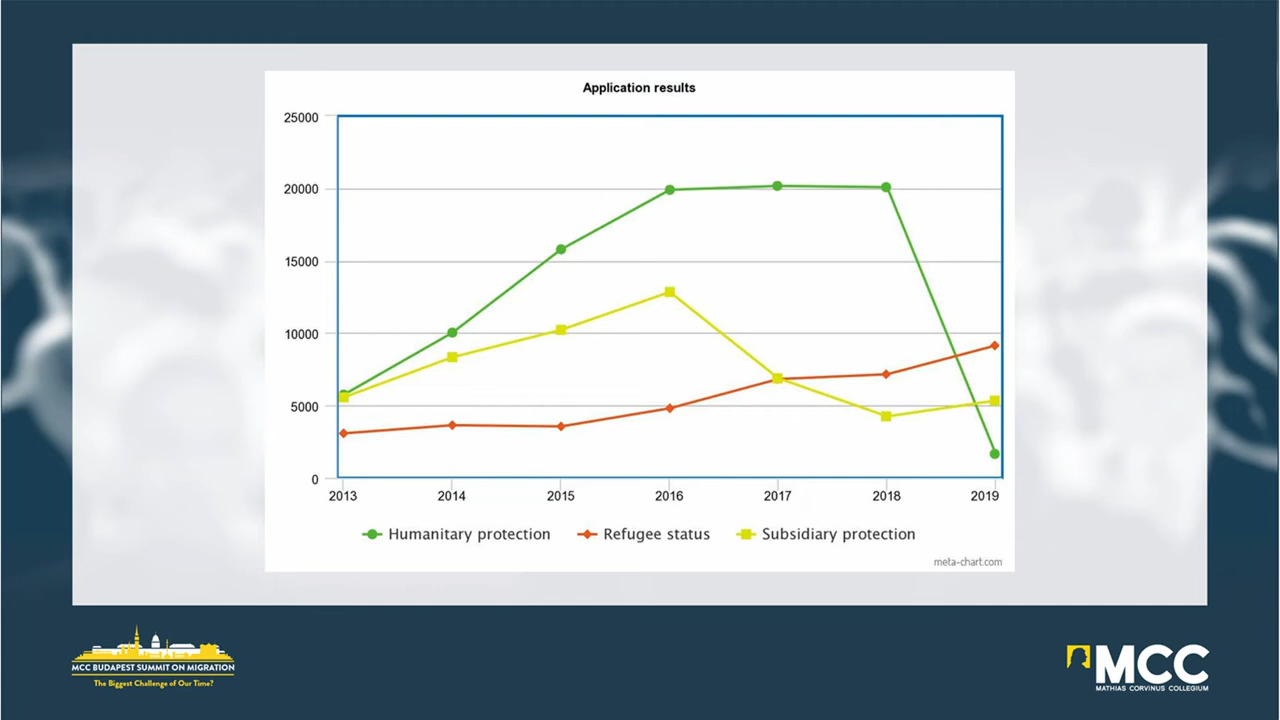 Application results
25000
20000
15000
10000
5000
0
2013 2014 2015 2016 2017 2018 2019
Humanitary protection Refugee status Subsidiary protection
meta-chart.com
MCC BUDAPEST SUMMIT ON MIGRATION
The Biggest Challenge of Our Time?
MCC
MATHIAS CORVINUS COLLEGIUM